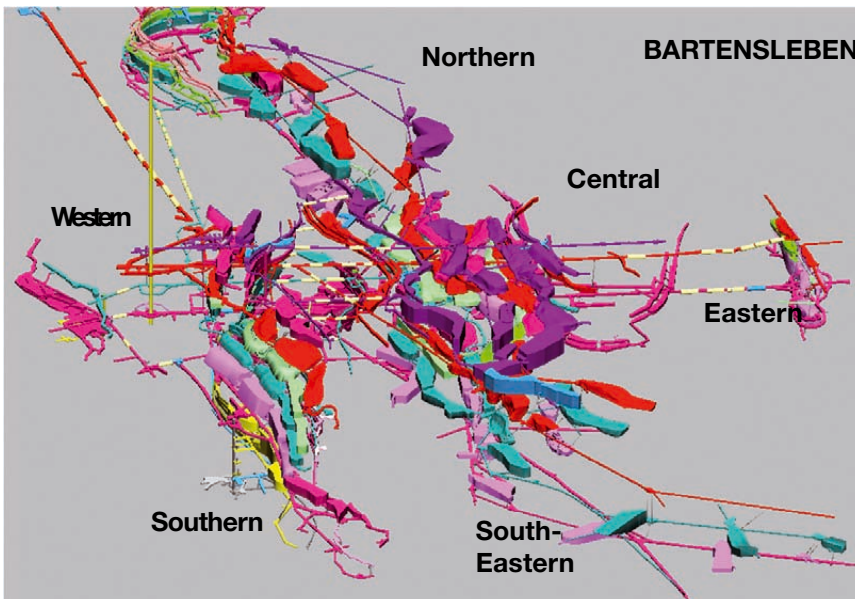 Northern
BARTENSLEBEN
Central
Western
Eastern
Southern
South-
Eastern